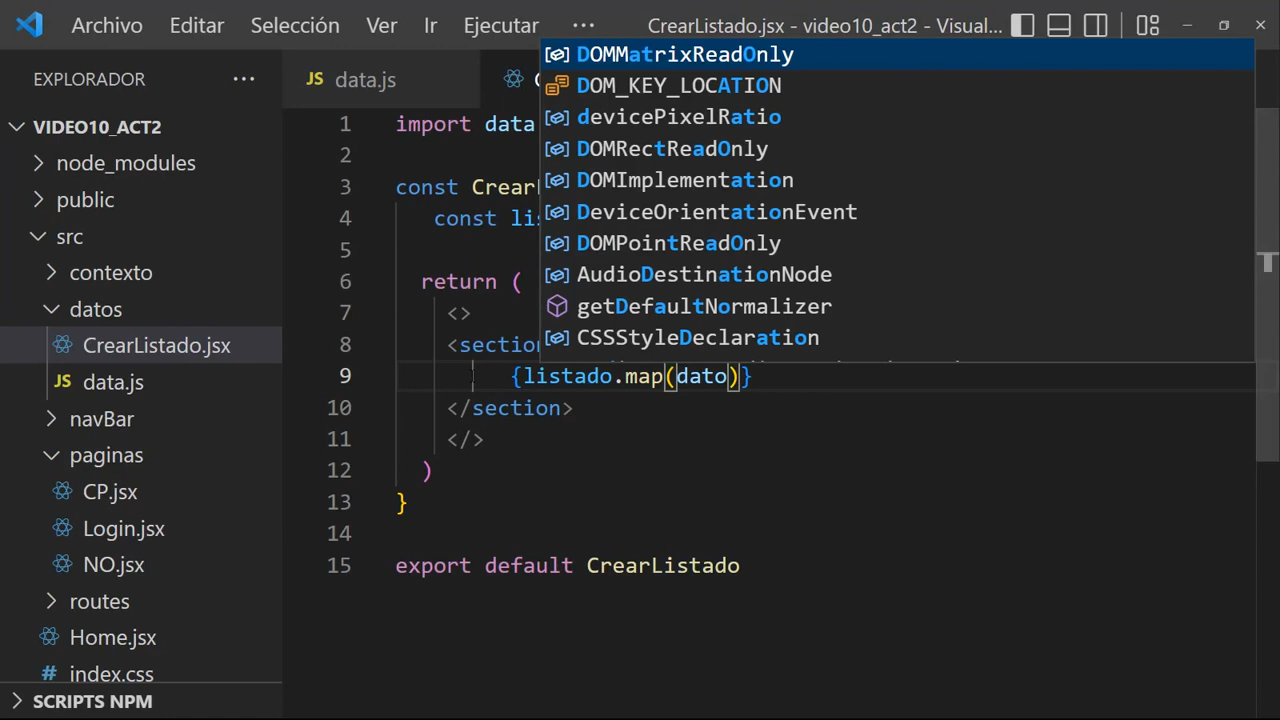 Archivo Editar Selección Ver Ir Ejecutar ··· CrearListado.jsx - video10_act2 - Visual...
EXPLORADOR ···
VIDEO10_ACT2
node_modules
public
src
contexto
datos
CrearListado.jsx
JS data.js
navBar
paginas
CP.jsx
Login.jsx
NO.jsx
routes
Home.jsx
# index.css
SCRIPTS NPM
JS data.js
DOMMatrixReadOnly
DOM_KEY_LOCATION
devicePixelRatio
DOMRectReadOnly
DOMImplementation
DeviceOrientationEvent
DOMPointReadOnly
AudioDestinationNode
getDefaultNormalizer
CSSStyleDeclaration
1 import data
2
3 const Crear
4 const lis
5
6 return (
7 <>
8 <section
9 {listado.map(dato)}
10 </section>
11 </>
12 )
13 }
14
15 export default CrearListado